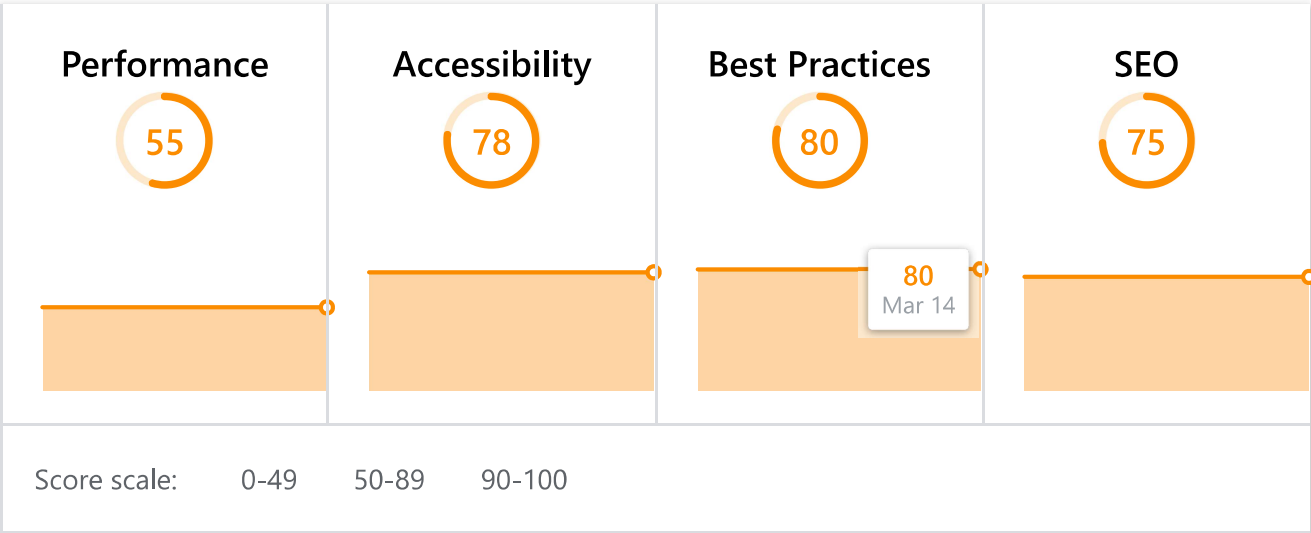 Performance
55
Accessibility
78
Best Practices
80
SEO
75
80
Mar 14
Score scale: 0-49 50-89 90-100